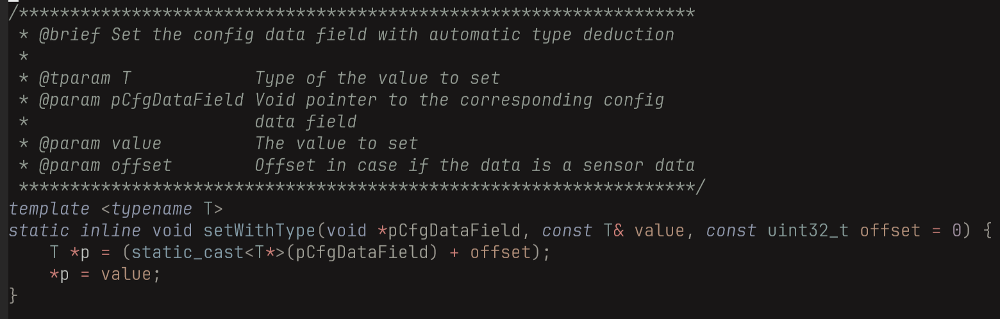 /******************************************************************
 * @brief Set the config data field with automatic type deduction
 *
 * @tparam T            Type of the value to set
 * @param pCfgDataField Void pointer to the corresponding config
 *                      data field
 * @param value         The value to set
 * @param offset        Offset in case if the data is a sensor data
 ******************************************************************/
template <typename T>
static inline void setWithType(void *pCfgDataField, const T& value, const uint32_t offset = 0) {
    T *p = (static_cast<T*>(pCfgDataField) + offset);
    *p = value;
}